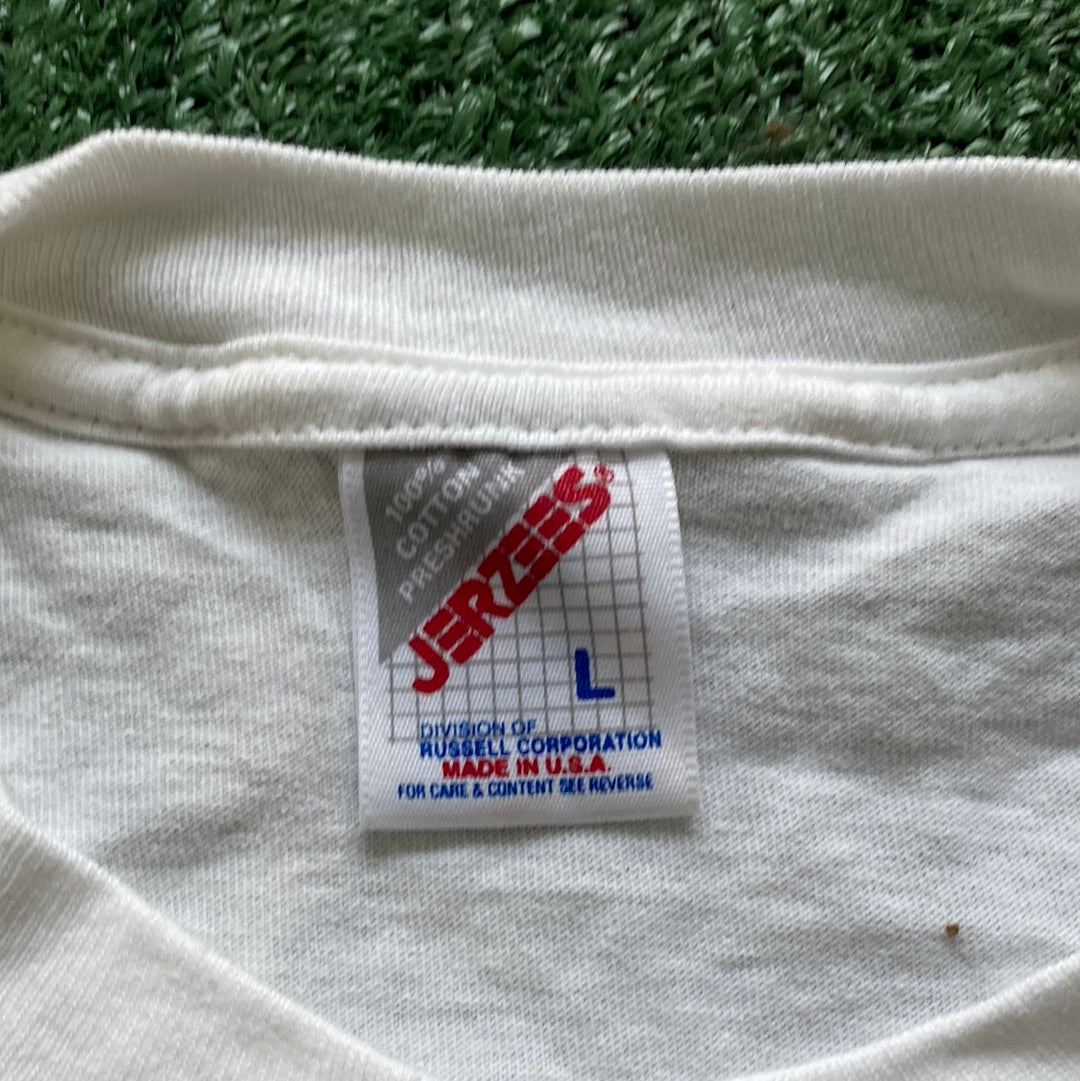 100%
COTTON
PRESHRUNK
JERZEES®
L
DIVISION OF
RUSSELL CORPORATION
MADE IN U.S.A.
FOR CARE & CONTENT SEE REVERSE